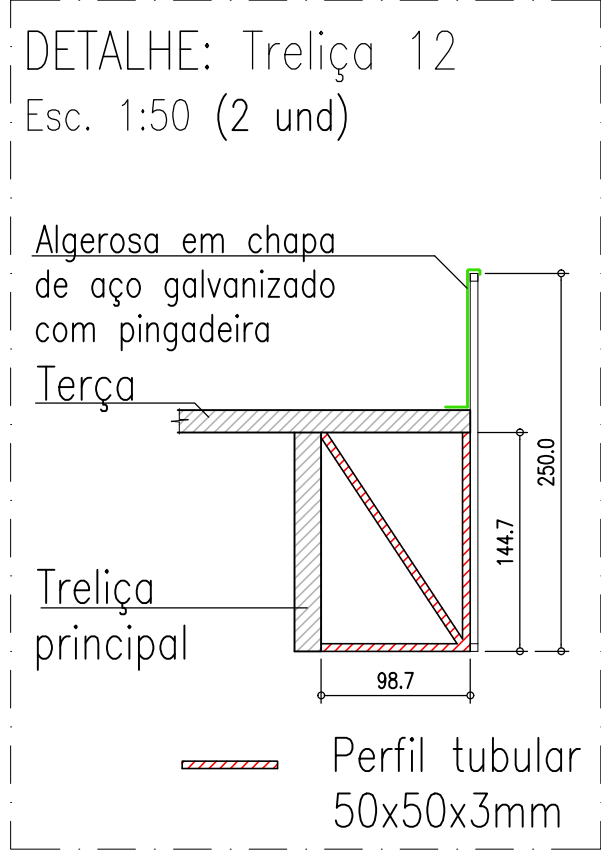 DETALHE: Treliça 12
Esc. 1:50 (2 und)
Algerosa em chapa
de aço galvanizado
com pingadeira
Terça
250.0
144.7
Treliça
principal
98.7
Perfil tubular
50x50x3mm